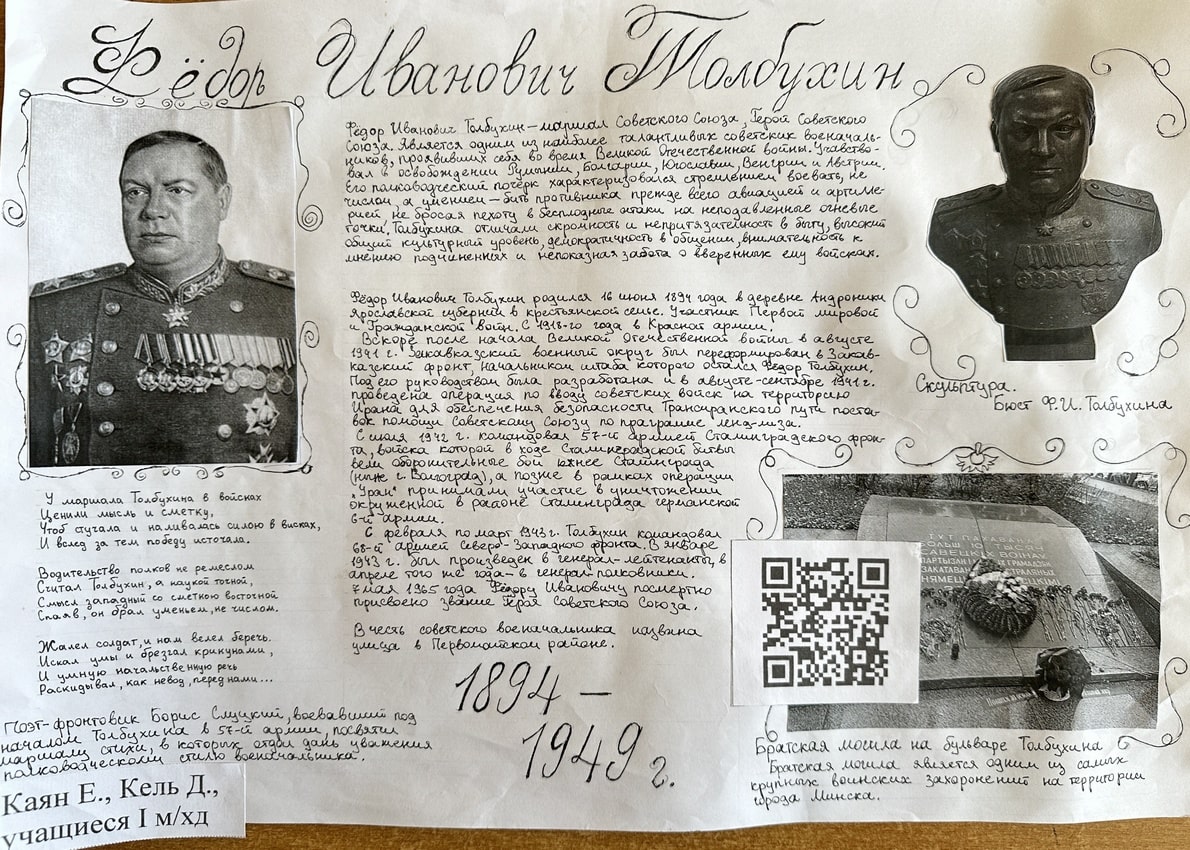 Фёдор Иванович Толбухин
Фёдор Иванович Толбухин – маршал Советского Союза, Герой Советского
Союза. Является одним из наиболее талантливых советских военачаль-
ников, проявивших себя во время Великой Отечественной войны. Участво-
вал в освобождении Румынии, Болгарии, Югославии, Венгрии и Австрии.
Его полководческий почерк характеризовался стремлением воевать, не
числом, а умением – бить противника прежде всего авиацией и артилле-
рией, не бросая пехоту в бесплодные атаки на неподавленные огневые
точки. Толбухина отличали скромность и непритязательность в быту, высокий
общий культурный уровень, демократичность в общении, внимательность к
мнению подчиненных и непоказная забота о вверенных ему войсках.
Фёдор Иванович Толбухин родился 16 июня 1894 года в деревне Андроники
Ярославской губернии в крестьянской семье. Участник Первой мировой
и Гражданской войн. С 1918-го года в Красной армии.
Вскоре после начала Великой Отечественной войны в августе
1941 г. Закавказский военный округ был переформирован в Закав-
казский фронт, начальником штаба которого остался Фёдор Толбухин.
Под его руководством была разработана и в августе-сентябре 1941 г.
проведена операция по вводу советских войск на территорию
Ирана для обеспечения безопасности Трансиранского пути постав-
вок помощи Советскому Союзу по программе ленд-лиза.
С июля 1942 г. командовал 57-й армией Сталинградского фрон-
та, войска которой в ходе Сталинградской битвы
вели оборонительные бои южнее Сталинграда
(ныне г. Волгоград), а позже в рамках операции
"Уран" принимали участие в уничтожении
окруженной в районе Сталинграда германской
6-й армии.
С февраля по март 1943 г. Толбухин командовал
68-й армией Северо-Западного фронта. В январе
1943 г. был произведен в генерал-лейтенанты, в
апреле того же года – в генерал полковники.
7 мая 1965 года Фёдору Ивановичу посмертно
присвоено звание Героя Советского Союза.
В честь советского военачальника названа
улица в Первомайском районе.
1894 –
1949 г.
У маршала Толбухина в войсках
Ценили мысль и сметку,
Чтоб стучала и наливалась силою в висках,
И вслед за тем победу источала.
Водительство полков не ремеслом
Считал Толбухин, а наукой точной,
Смысл западный со сметкою восточной
Спаяв, он брал уменьем, не числом.
Жалел солдат, и нам велел беречь.
Искал умы и брезгал крикунами,
И умную начальственную речь
Раскидывал, как невод, перед нами...
Поэт-фронтовик Борис Слуцкий, воевавший под
началом Толбухина в 57-й армии, посвятил
маршалу стихи, в которых отдал дань уважения
полководческому стилю военачальника.
Каян Е., Кель Д.,
учащиеся I м/хд
Скульптура.
Бюст Ф.И. Толбухина
ТУТ ПАХАВАНА
БОЛЬШ 10 ТЫСЯЧ
САВЕЦКІХ ВОІНАЎ
ПАРТЫЗАН
Братская могила на бульваре Толбухина
Братская могила является одним из самых
крупных воинских захоронений на территории
города Минска.